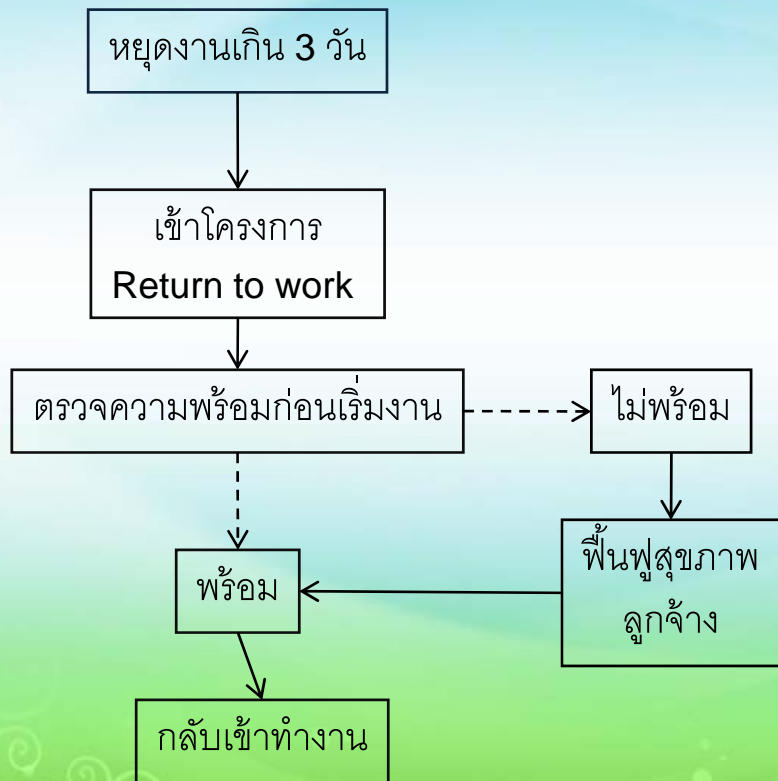 หยุดงานเกิน 3 วัน
เข้าโครงการ
Return to work
ตรวจความพร้อมก่อนเริ่มงาน
ไม่พร้อม
ฟื้นฟูสุขภาพ
ลูกจ้าง
พร้อม
กลับเข้าทำงาน